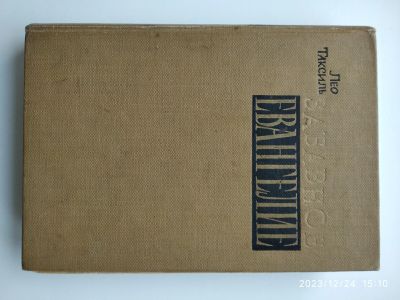 Лео
Таксиль
ЗАБАВНОЕ
ЕВАНГЕЛИЕ
2023/12/24 15:10